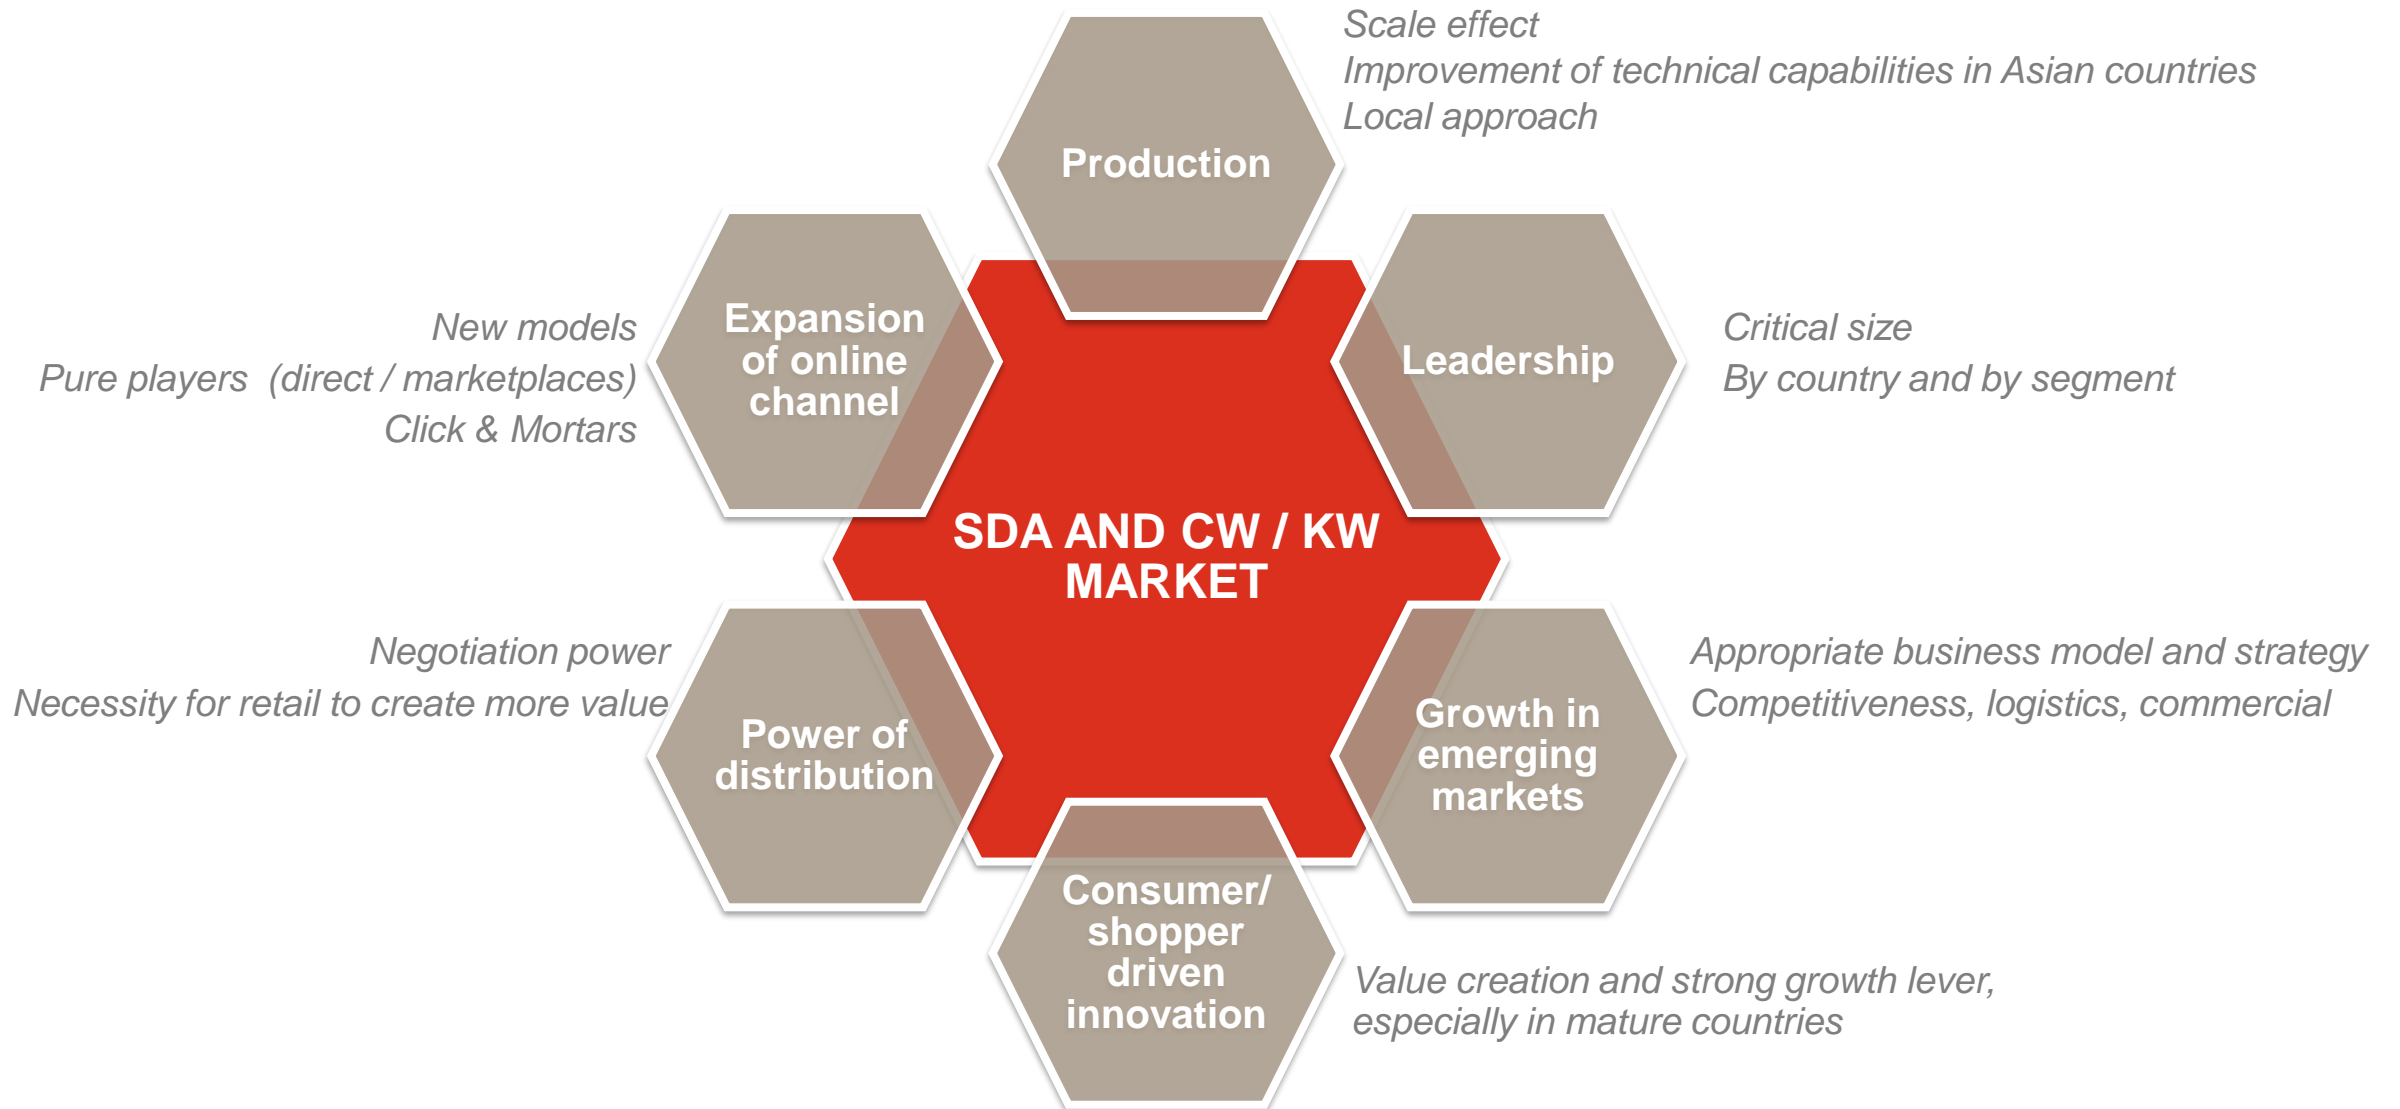 Scale effect
Improvement of technical capabilities in Asian countries
Local approach
Production
Expansion
of online
channel
New models
Pure players (direct / marketplaces)
Click & Mortars
Leadership
Critical size
By country and by segment
SDA AND CW / KW
MARKET
Negotiation power
Necessity for retail to create more value
Power of
distribution
Growth in
emerging
markets
Appropriate business model and strategy
Competitiveness, logistics, commercial
Consumer/
shopper
driven
innovation
Value creation and strong growth lever,
especially in mature countries